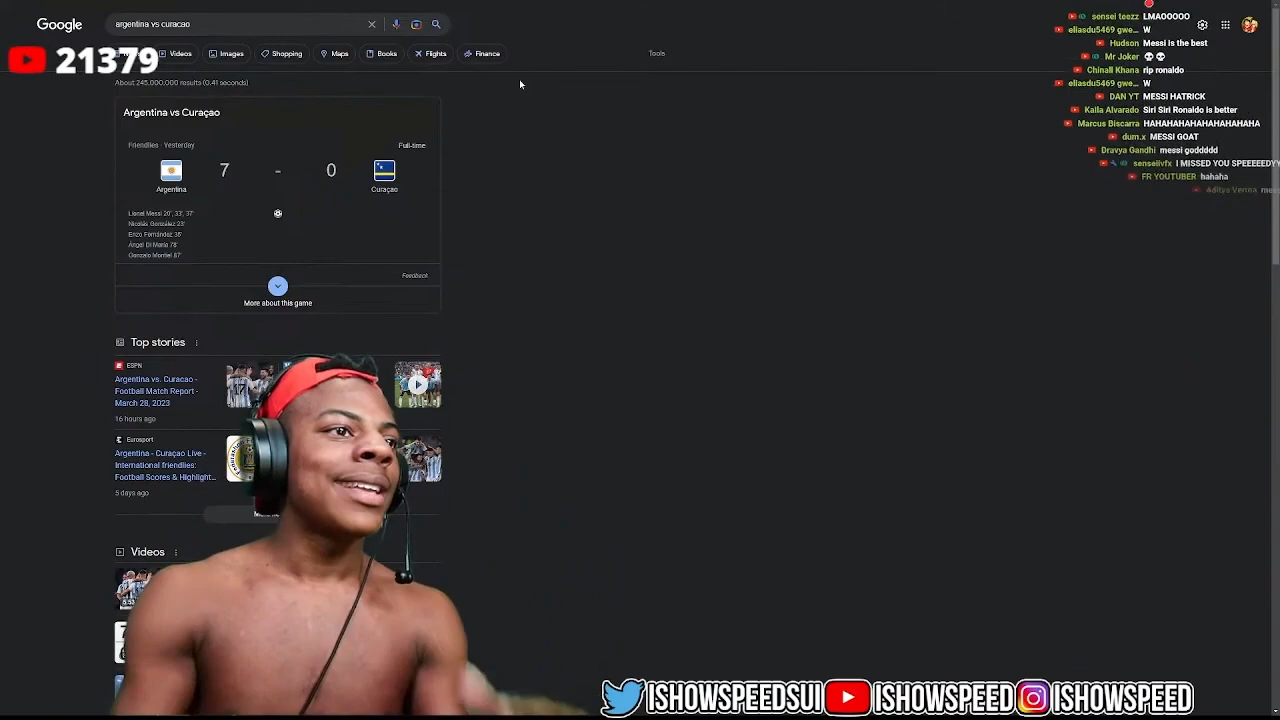 Google
argentina vs curacao
21379
Videos
Images
Shopping
Maps
Books
Flights
Finance
Tools
About 245,000,000 results (0.41 seconds)
Argentina vs Curaçao
Friendlies · Yesterday
Full-time
7 - 0
Argentina
Curaçao
Lionel Messi 20', 33', 37'
Nicolás González 23'
Enzo Fernández 35'
Ángel Di María 78'
Gonzalo Montiel 87'
Feedback
More about this game
Top stories
ESPN
Argentina vs. Curacao -
Football Match Report -
March 28, 2023
16 hours ago
Eurosport
Argentina - Curaçao Live -
International friendlies:
Football Scores & Highlight...
5 days ago
Videos
sensei teezz LMAOOOOO
eliasdu5469 gwe... W
Hudson Messi is the best
Mr Joker 💀💀
Chinall Khana rip ronaldo
eliasdu5469 gwe... W
DAN YT MESSI HATRICK
Kalla Alvarado Siri Siri Ronaldo is better
Marcus Biscarra HAHAHAHAHAHAHAHAHA
dum.x MESSI GOAT
Dravya Gandhi messi godddd
senseiivfx I MISSED YOU SPEEEEDY
FR YOUTUBER hahaha
Aditya Verma
ISHOWSPEEDSUI
ISHOWSPEED
ISHOWSPEED